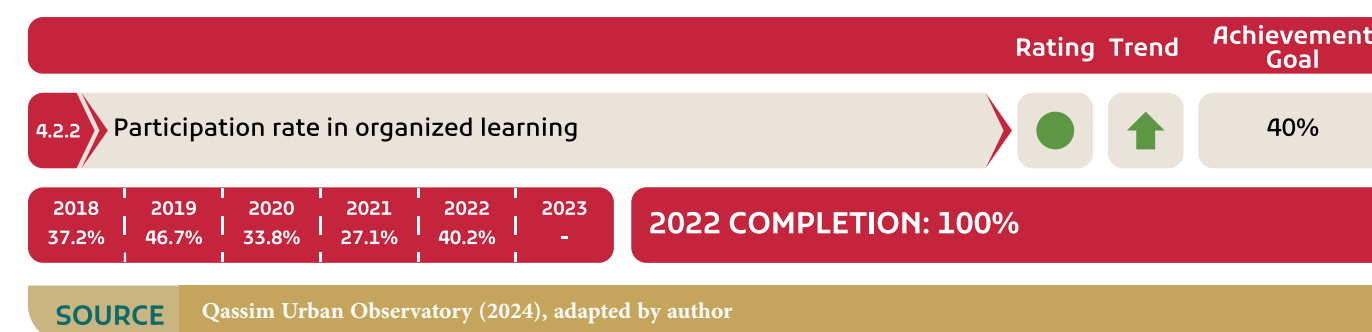 Rating Trend Achievement
Goal
4.2.2 Participation rate in organized learning 40%
2018 2019 2020 2021 2022 2023
37.2% 46.7% 33.8% 27.1% 40.2% -
2022 COMPLETION: 100%
SOURCE Qassim Urban Observatory (2024), adapted by author